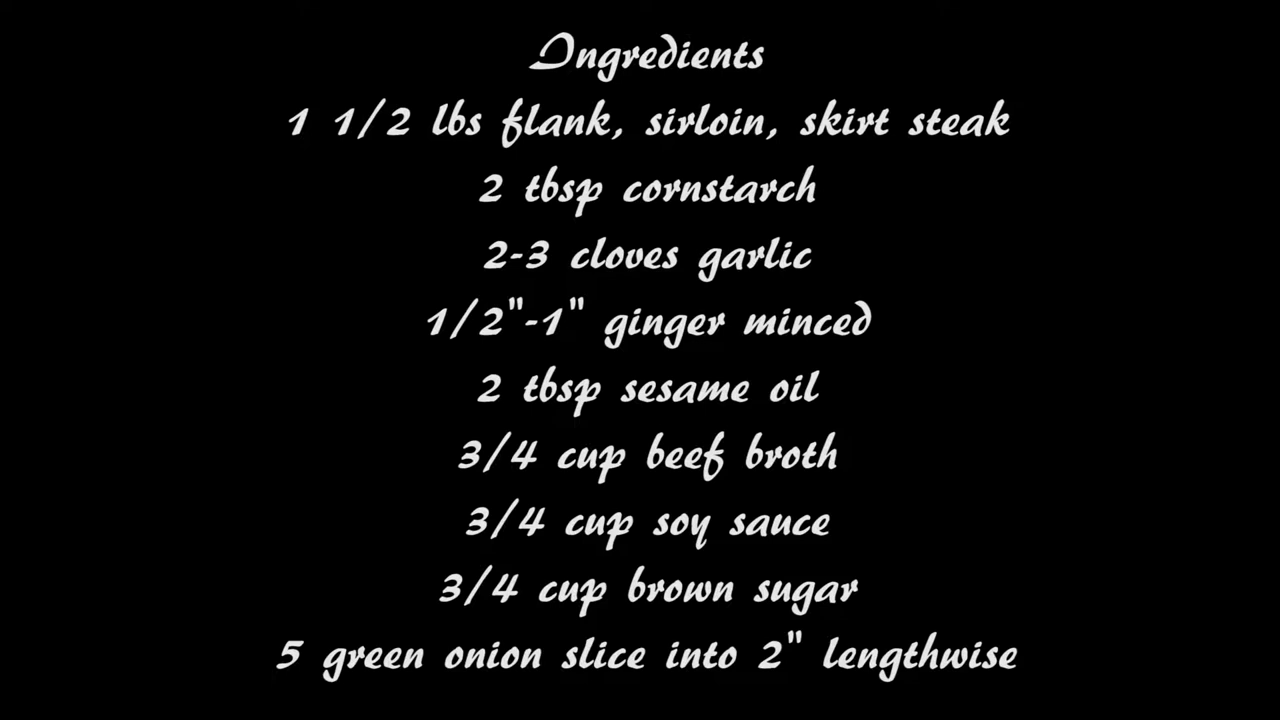 Ingredients
1 1/2 lbs flank, sirloin, skirt steak
2 tbsp cornstarch
2-3 cloves garlic
1/2"-1" ginger minced
2 tbsp sesame oil
3/4 cup beef broth
3/4 cup soy sauce
3/4 cup brown sugar
5 green onion slice into 2" lengthwise